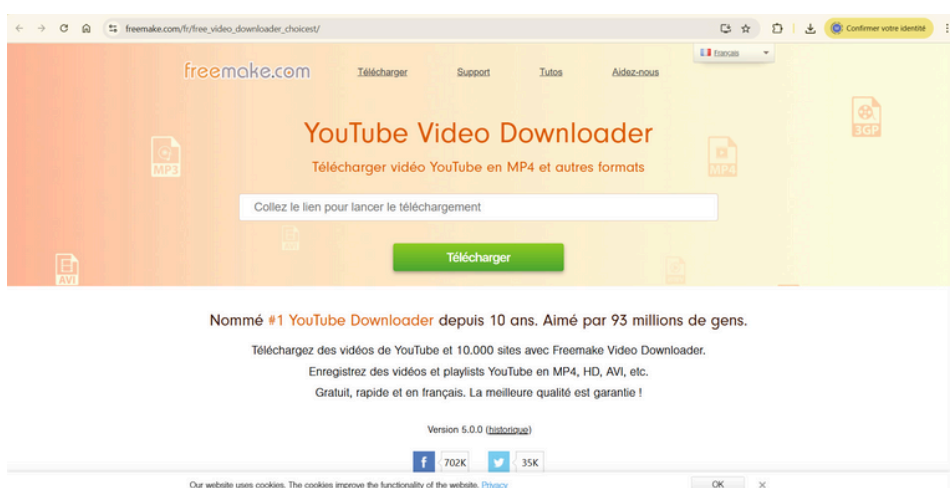 freemake.com/fr/free_video_downloader_choicest/
Confirmer votre identité
Français
freemake.com Télécharger Support Tutos Aidez-nous
3GP
YouTube Video Downloader
MP3
MP4
Télécharger vidéo YouTube en MP4 et autres formats
Collez le lien pour lancer le téléchargement
Télécharger
AVI
Nommé #1 YouTube Downloader depuis 10 ans. Aimé par 93 millions de gens.
Téléchargez des vidéos de YouTube et 10.000 sites avec Freemake Video Downloader.
Enregistrez des vidéos et playlists YouTube en MP4, HD, AVI, etc.
Gratuit, rapide et en français. La meilleure qualité est garantie !
Version 5.0.0 (historique)
f 702K 35K
Our website uses cookies. The cookies improve the functionality of the website. Privacy OK